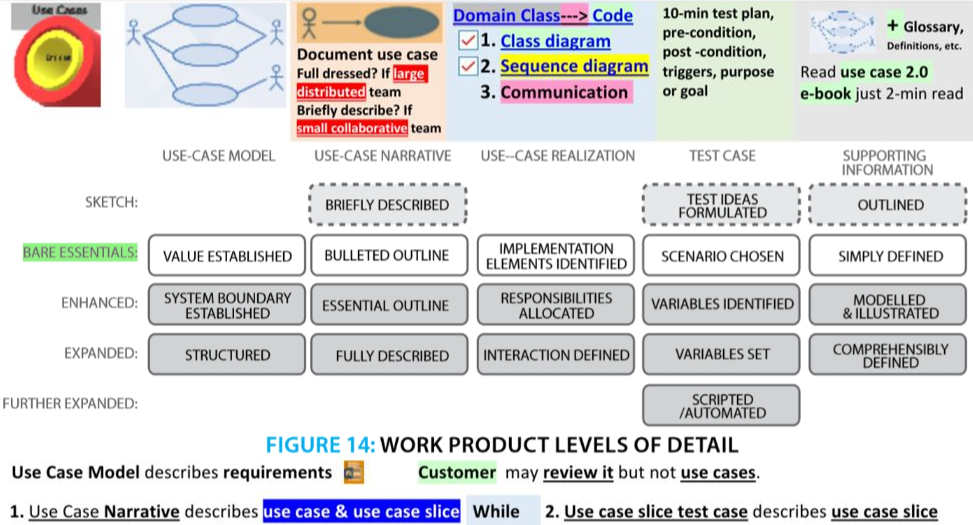 Use Cases
Document use case
Full dressed? If large
distributed team
Briefly describe? If
small collaborative team
Domain Class---> Code
1. Class diagram
2. Sequence diagram
3. Communication
10-min test plan,
pre-condition,
post -condition,
triggers, purpose
or goal
+ Glossary,
Definitions, etc.
Read use case 2.0
e-book just 2-min read
USE-CASE MODEL
USE-CASE NARRATIVE
USE--CASE REALIZATION
TEST CASE
SUPPORTING
INFORMATION
SKETCH:
BRIEFLY DESCRIBED
TEST IDEAS
FORMULATED
OUTLINED
BARE ESSENTIALS:
VALUE ESTABLISHED
BULLETED OUTLINE
IMPLEMENTATION
ELEMENTS IDENTIFIED
SCENARIO CHOSEN
SIMPLY DEFINED
ENHANCED:
SYSTEM BOUNDARY
ESTABLISHED
ESSENTIAL OUTLINE
RESPONSIBILITIES
ALLOCATED
VARIABLES IDENTIFIED
MODELLED
& ILLUSTRATED
EXPANDED:
STRUCTURED
FULLY DESCRIBED
INTERACTION DEFINED
VARIABLES SET
COMPREHENSIBLY
DEFINED
FURTHER EXPANDED:
SCRIPTED
/AUTOMATED
FIGURE 14: WORK PRODUCT LEVELS OF DETAIL
Use Case Model describes requirements
Customer may review it but not use cases.
1. Use Case Narrative describes use case & use case slice While 2. Use case slice test case describes use case slice